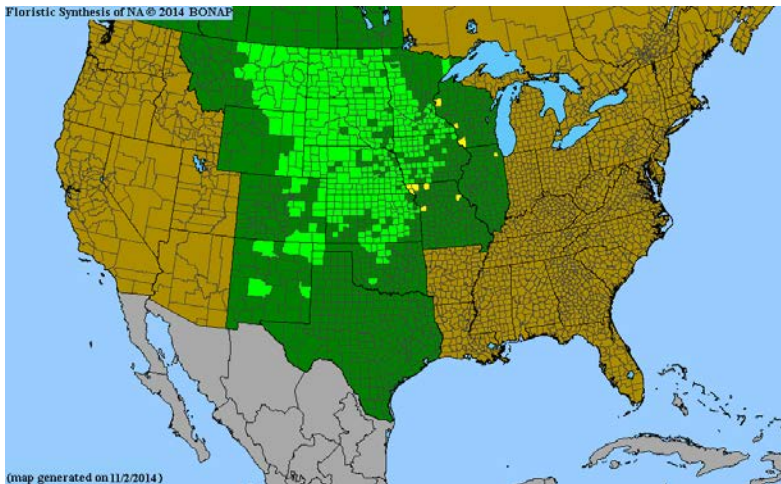 Floristic Synthesis of NA © 2014 BONAP
(map generated on 11/2/2014)